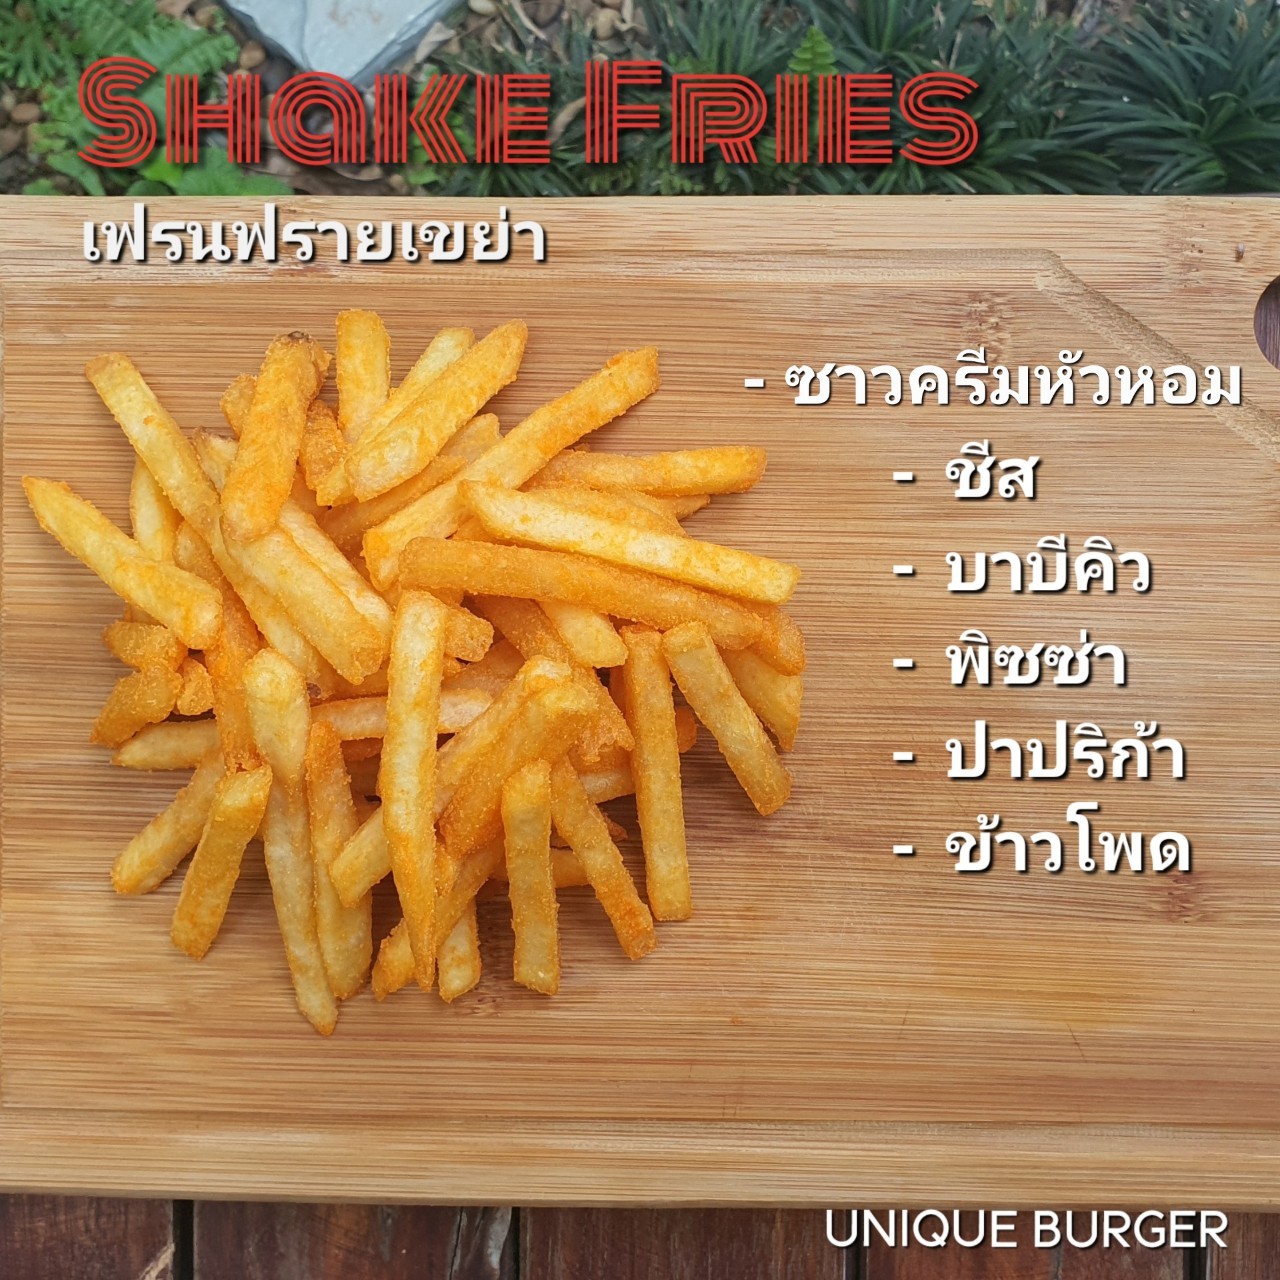 Shake Fries
เฟรนฟรายเขย่า
- ซาวครีมหัวหอม
- ชีส
- บาบีคิว
- พิซซ่า
- ปาปริก้า
- ข้าวโพด
UNIQUE BURGER